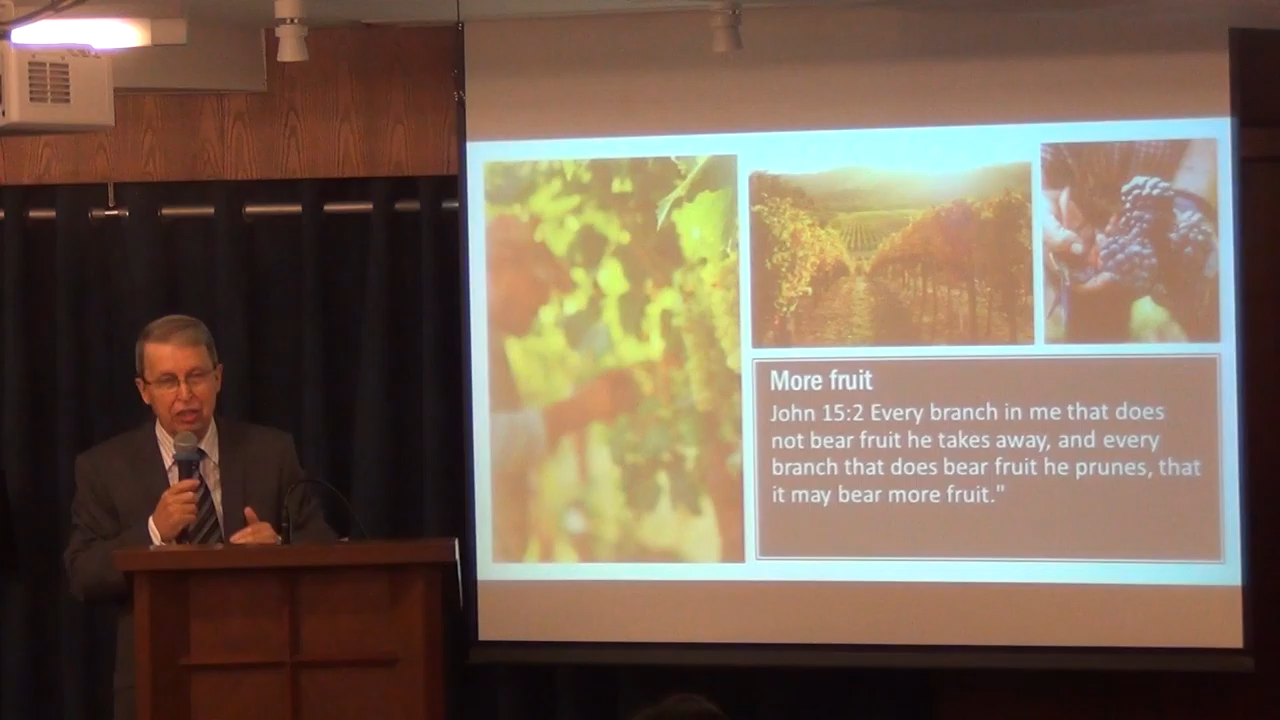 More fruit
John 15:2 Every branch in me that does
not bear fruit he takes away, and every
branch that does bear fruit he prunes, that
it may bear more fruit."